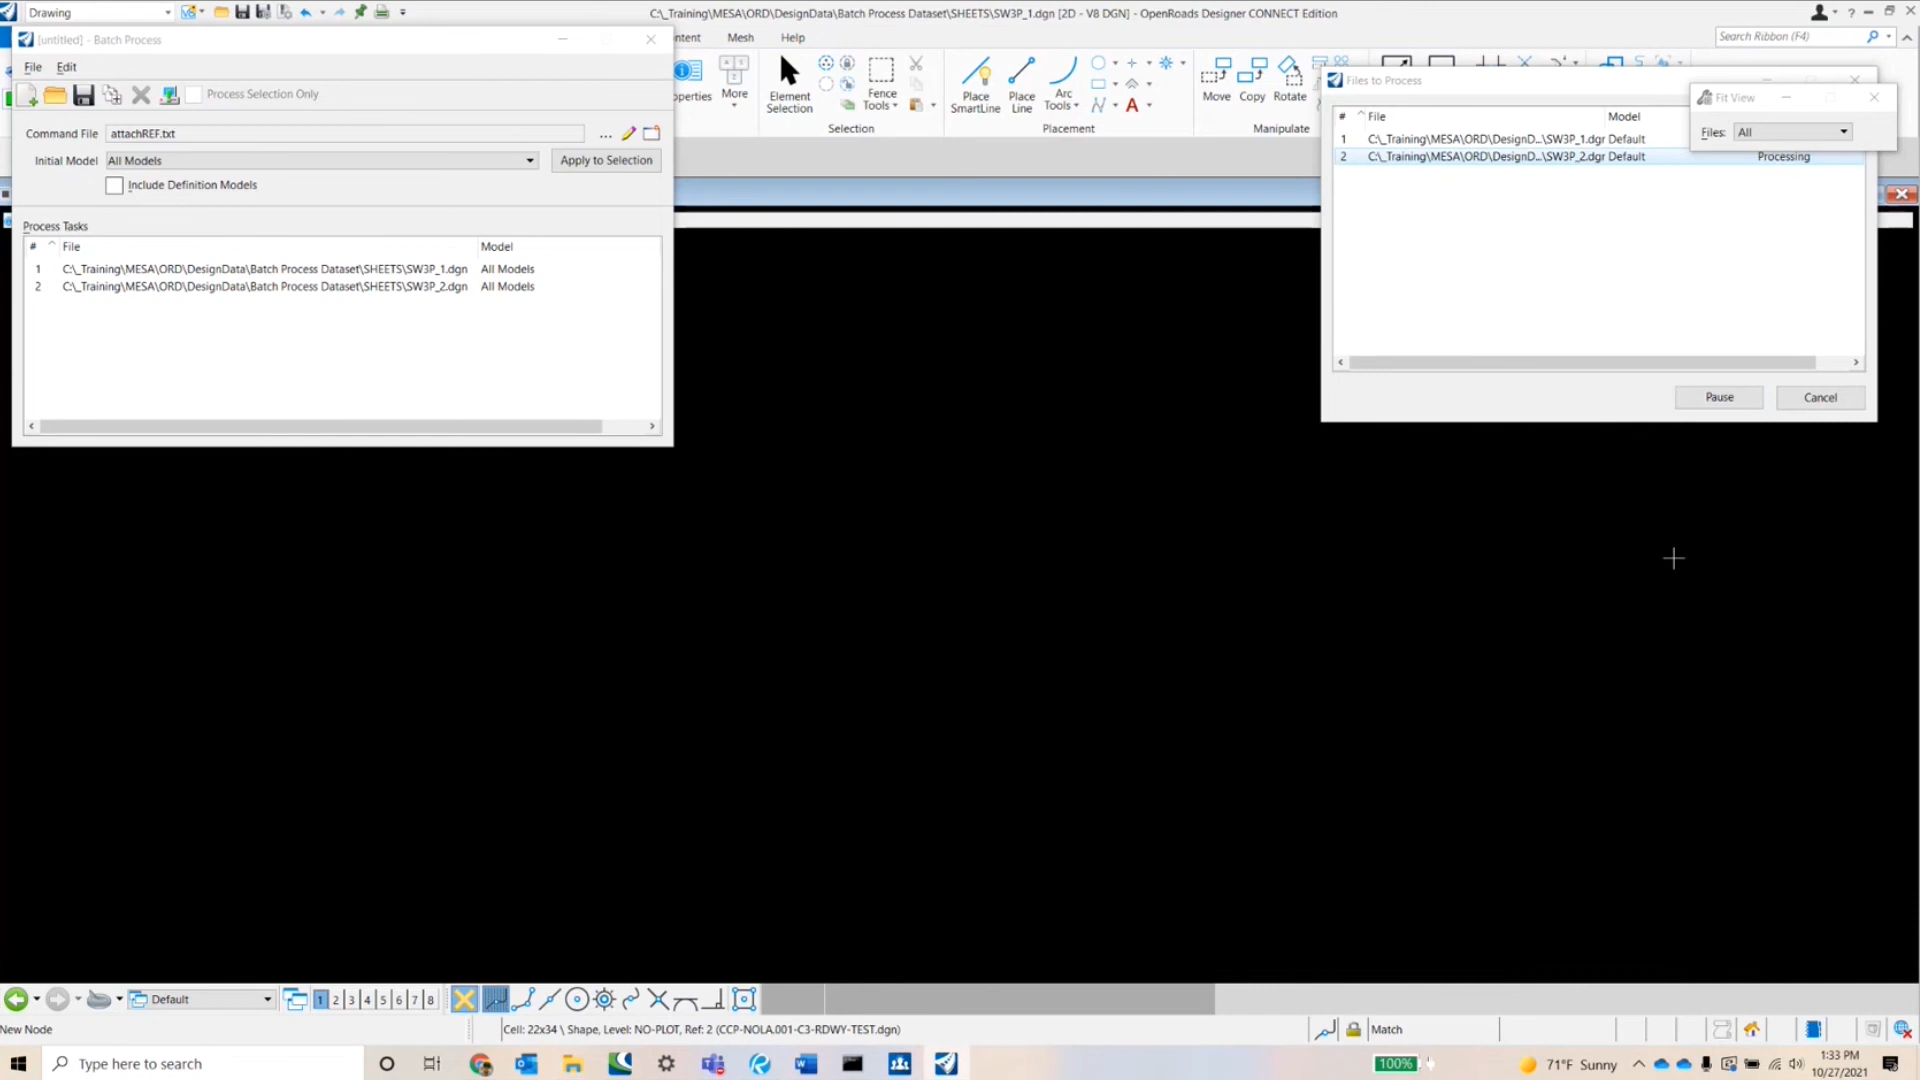 Drawing
C:\_Training\MESA\ORD\DesignData\Batch Process Dataset\SHEETS\SW3P_1.dgn [2D - V8 DGN] - OpenRoads Designer CONNECT Edition
[untitled] - Batch Process
ntent Mesh Help
Search Ribbon (F4)
File Edit
Process Selection Only
operties
More
Element
Selection
Fence
Tools
Selection
Place
SmartLine
Place
Line
Arc
Tools
Placement
Move Copy Rotate
Manipulate
Files to Process
Fit View
Files: All
# File Model
1 C:\_Training\MESA\ORD\DesignD...\SW3P_1.dgr Default
2 C:\_Training\MESA\ORD\DesignD...\SW3P_2.dgr Default Processing
Pause Cancel
Command File attachREF.txt ...
Initial Model All Models Apply to Selection
Include Definition Models
Process Tasks
# File Model
1 C:\_Training\MESA\ORD\DesignData\Batch Process Dataset\SHEETS\SW3P_1.dgn All Models
2 C:\_Training\MESA\ORD\DesignData\Batch Process Dataset\SHEETS\SW3P_2.dgn All Models
Default 1 2 3 4 5 6 7 8
New Node
Cell: 22x34 \ Shape, Level: NO-PLOT, Ref: 2 (CCP-NOLA.001-C3-RDWY-TEST.dgn)
Match
Type here to search
100%
71°F Sunny
1:33 PM
10/27/2021